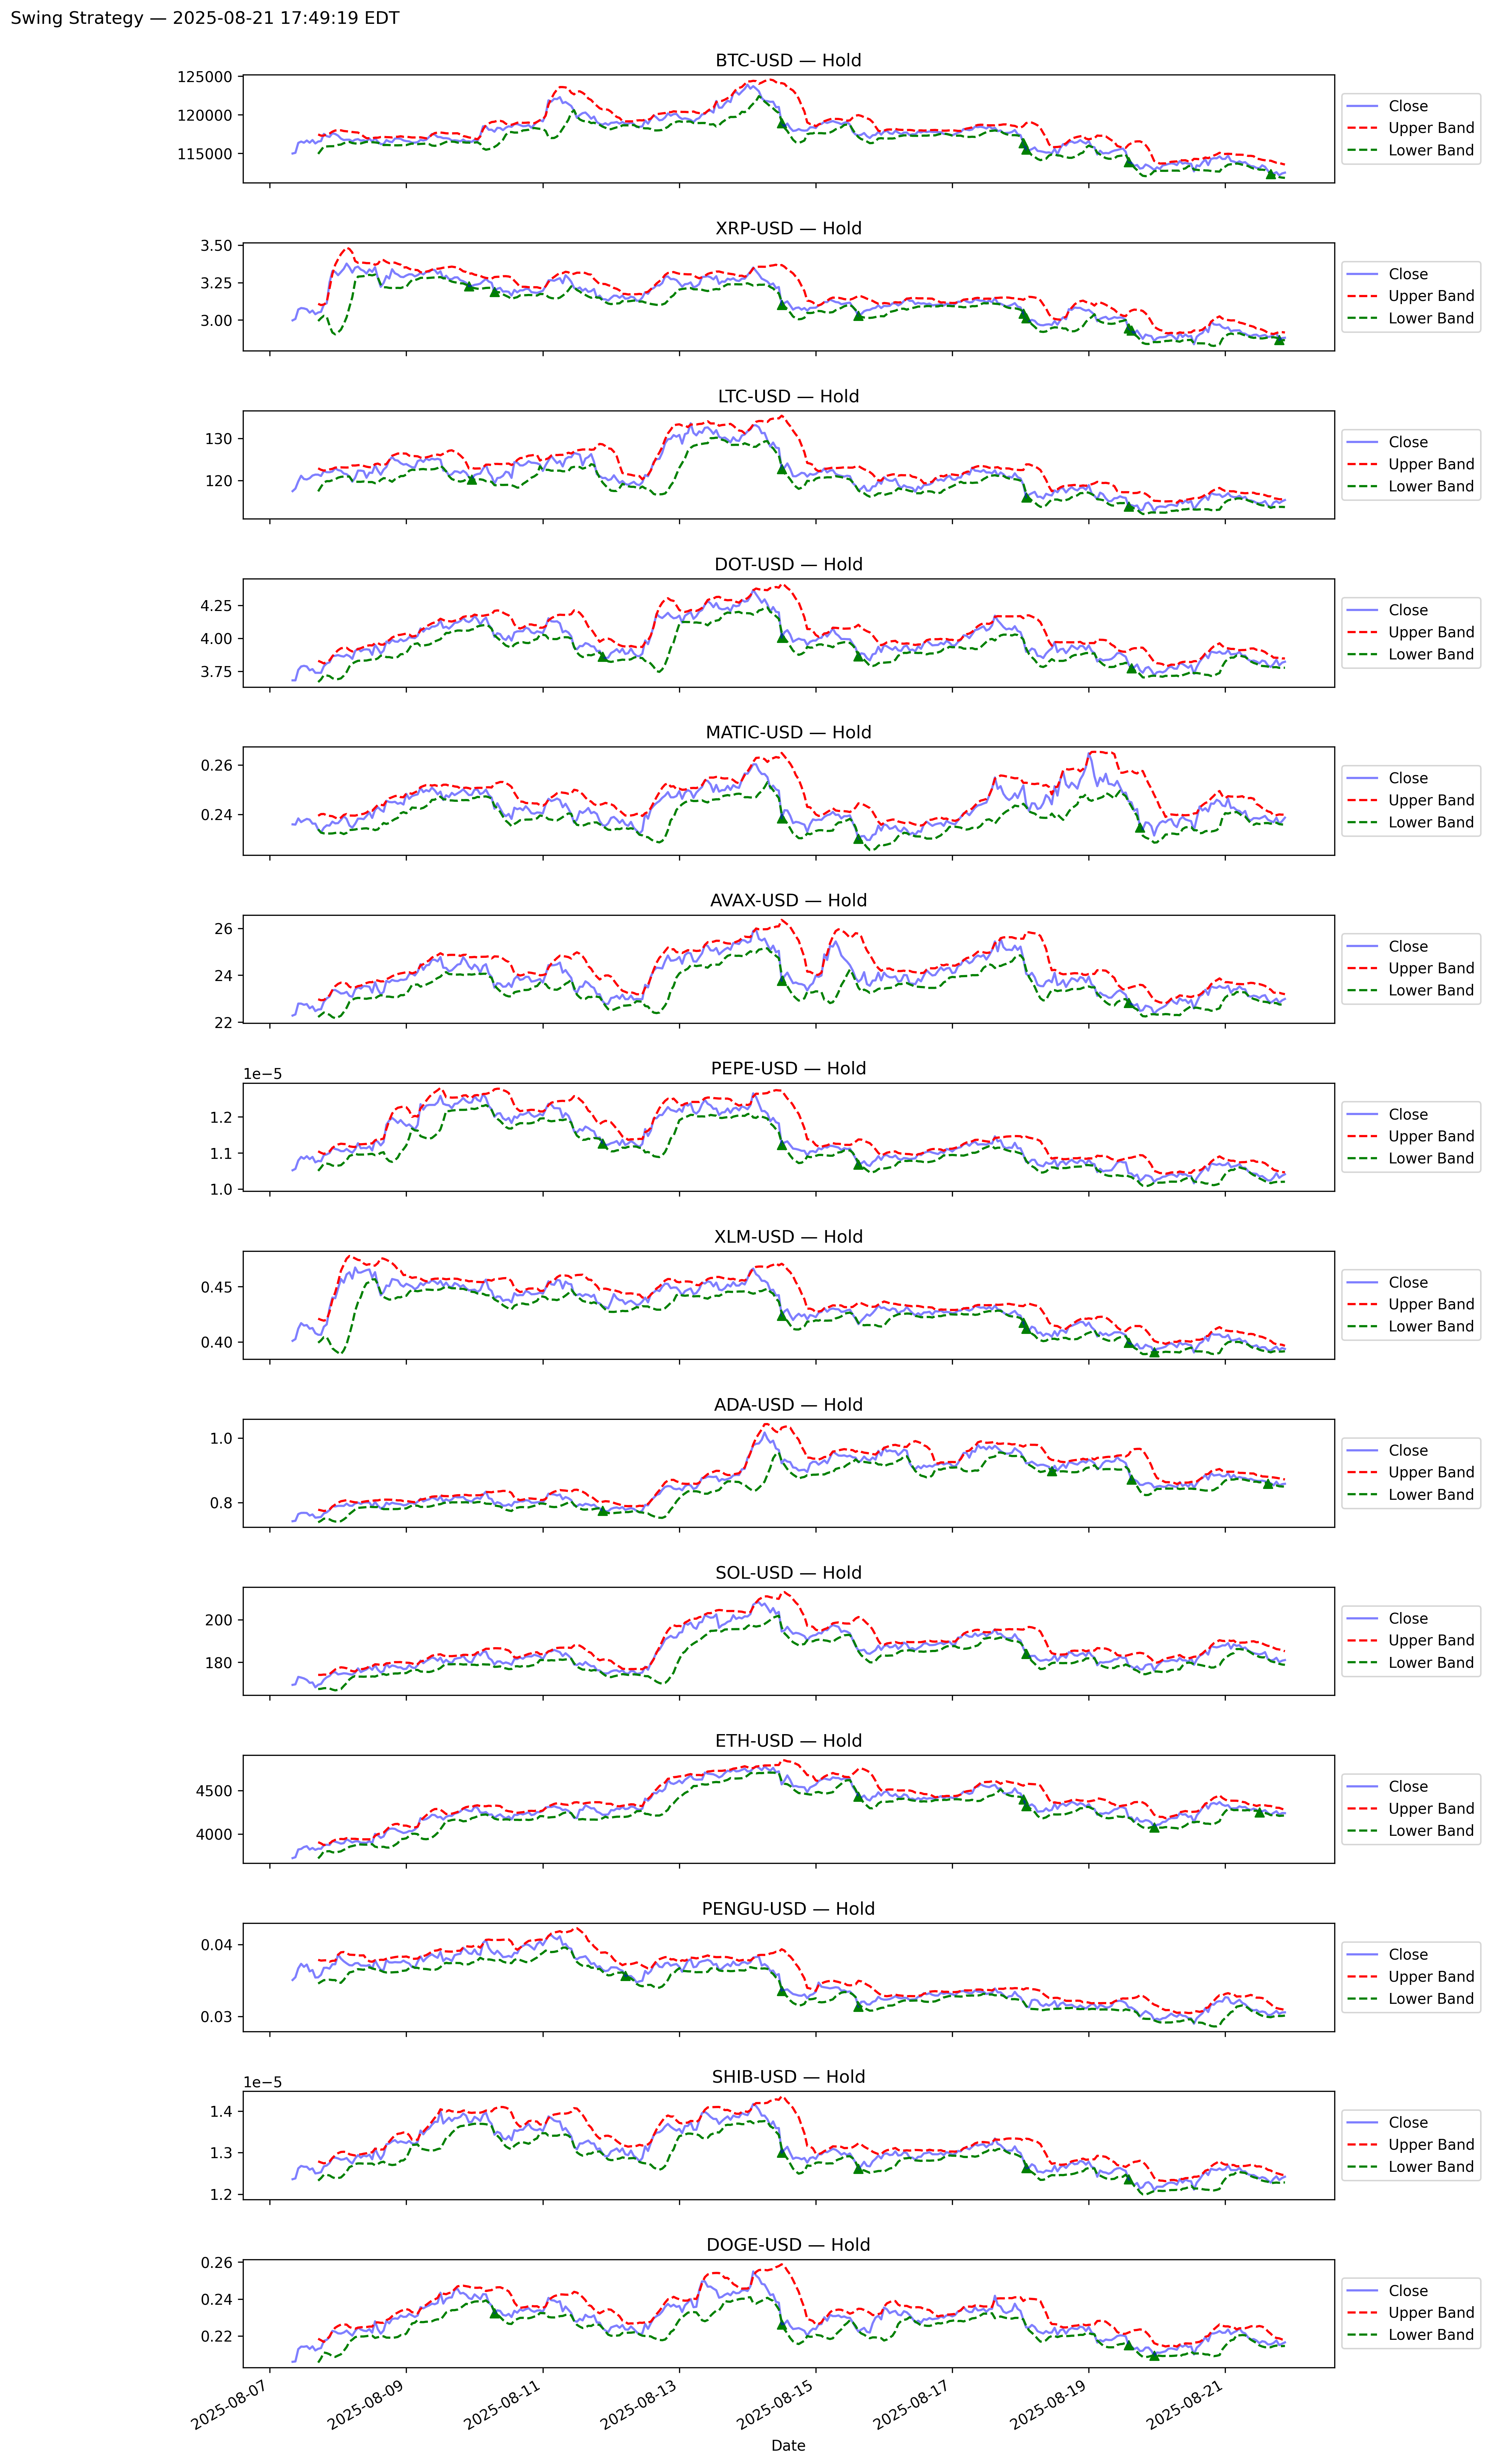 Swing Strategy — 2025-08-21 17:49:19 EDT
BTC-USD — Hold
125000
120000
115000
Close
Upper Band
Lower Band
XRP-USD — Hold
3.50
3.25
3.00
Close
Upper Band
Lower Band
LTC-USD — Hold
130
120
Close
Upper Band
Lower Band
DOT-USD — Hold
4.25
4.00
3.75
Close
Upper Band
Lower Band
MATIC-USD — Hold
0.26
0.24
Close
Upper Band
Lower Band
AVAX-USD — Hold
26
24
22
Close
Upper Band
Lower Band
PEPE-USD — Hold
1e−5
1.2
1.1
1.0
Close
Upper Band
Lower Band
XLM-USD — Hold
0.45
0.40
Close
Upper Band
Lower Band
ADA-USD — Hold
1.0
0.8
Close
Upper Band
Lower Band
SOL-USD — Hold
200
180
Close
Upper Band
Lower Band
ETH-USD — Hold
4500
4000
Close
Upper Band
Lower Band
PENGU-USD — Hold
0.04
0.03
Close
Upper Band
Lower Band
SHIB-USD — Hold
1e−5
1.4
1.3
1.2
Close
Upper Band
Lower Band
DOGE-USD — Hold
0.26
0.24
0.22
Close
Upper Band
Lower Band
2025-08-07
2025-08-09
2025-08-11
2025-08-13
2025-08-15
2025-08-17
2025-08-19
2025-08-21
Date